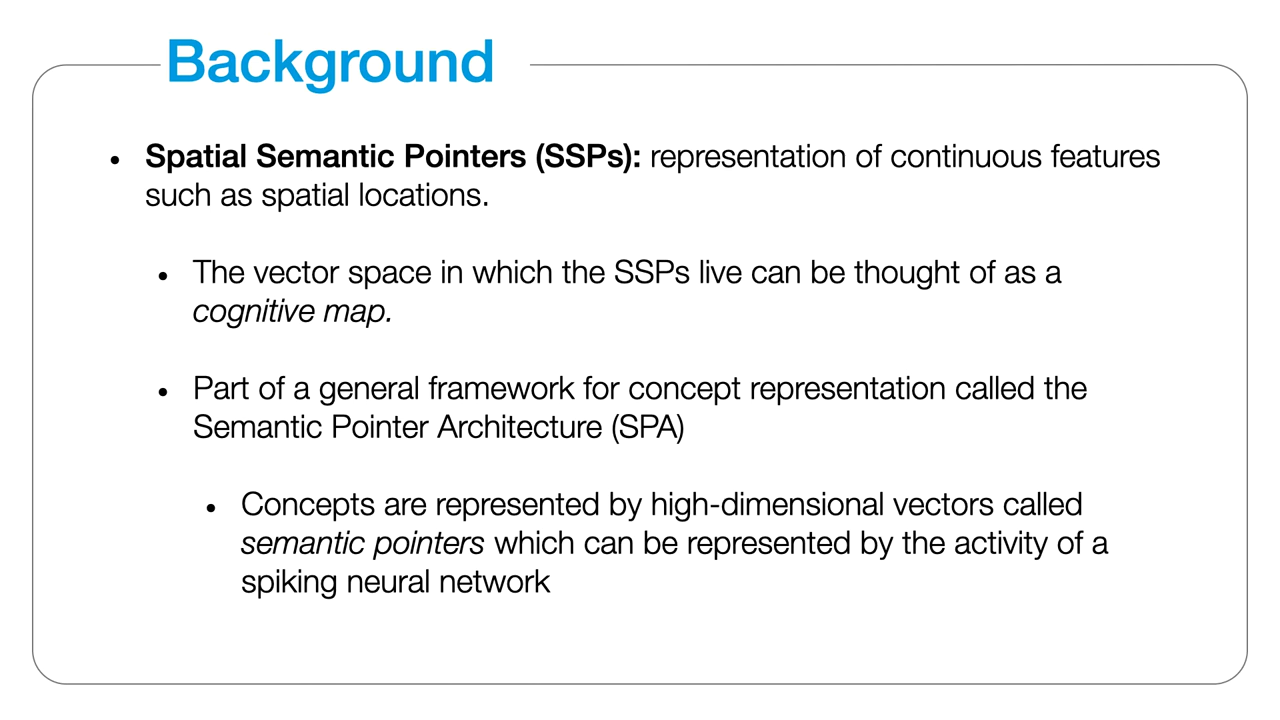 Background
• Spatial Semantic Pointers (SSPs): representation of continuous features
such as spatial locations.
• The vector space in which the SSPs live can be thought of as a
cognitive map.
• Part of a general framework for concept representation called the
Semantic Pointer Architecture (SPA)
• Concepts are represented by high-dimensional vectors called
semantic pointers which can be represented by the activity of a
spiking neural network